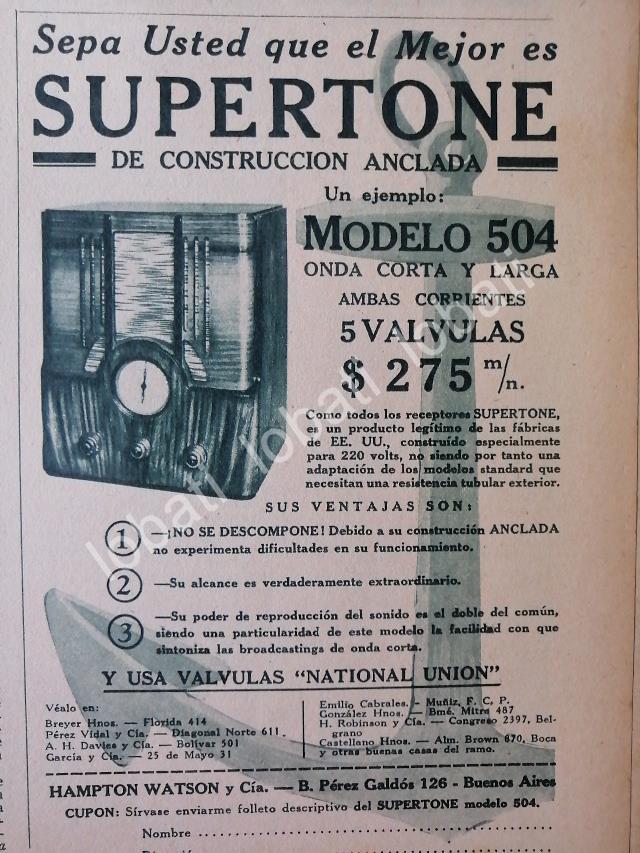 Sepa Usted que el Mejor es
SUPERTONE
DE CONSTRUCCION ANCLADA
Un ejemplo:
MODELO 504
ONDA CORTA Y LARGA
AMBAS CORRIENTES
5 VALVULAS
$ 275 m/n.
Como todos los receptores SUPERTONE,
es un producto legítimo de las fábricas
de EE. UU., construído especialmente
para 220 volts, no siendo por tanto una
adaptación de los modelos standard que
necesitan una resistencia tubular exterior.
SUS VENTAJAS SON:
1 —¡NO SE DESCOMPONE! Debido a su construcción ANCLADA
no experimenta dificultades en su funcionamiento.
2 —Su alcance es verdaderamente extraordinario.
3 —Su poder de reproducción del sonido es el doble del común,
siendo una particularidad de este modelo la facilidad con que
sintoniza las broadcastings de onda corta.
Y USA VALVULAS "NATIONAL UNION"
Véalo en:
Breyer Hnos. — Florida 414
Pérez Vidal y Cía. — Diagonal Norte 611.
A. H. Davies y Cía. — Bolívar 501
García y Cía. — 25 de Mayo 31
Emilio Cabrales. - Muñiz, F. C. P.
González Hnos. — Bmé. Mitre 487
H. Robinson y Cía. — Congreso 2397, Bel-
grano
Castellano Hnos. — Alm. Brown 870, Boca
y otras buenas casas del ramo.
HAMPTON WATSON y Cía. — B. Pérez Galdós 126 - Buenos Aires
CUPON: Sírvase enviarme folleto descriptivo del SUPERTONE modelo 504.
Nombre
lobati lobati lobati lobati